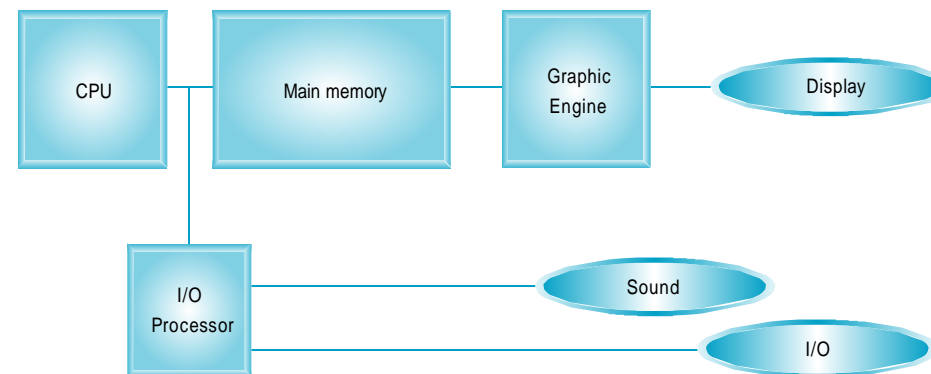 CPU
Main memory
Graphic
Engine
Display
I/O
Processor
Sound
I/O